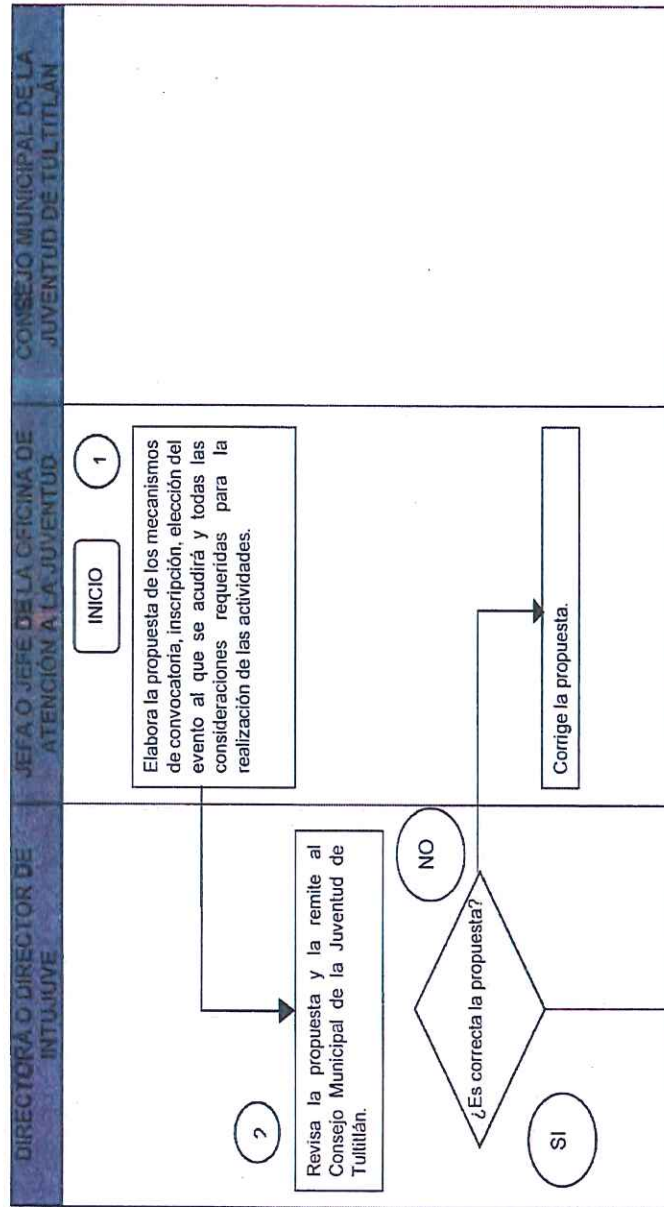 DIRECTORA O DIRECTOR DE
INTUJUVE
JEFA O JEFE DE LA OFICINA DE
ATENCIÓN A LA JUVENTUD
CONSEJO MUNICIPAL DE LA
JUVENTUD DE TULTITLÁN
INICIO
1
Elabora la propuesta de los mecanismos
de convocatoria, inscripción, elección del
evento al que se acudirá y todas las
consideraciones requeridas para la
realización de las actividades.
2
Revisa la propuesta y la remite al
Consejo Municipal de la Juventud de
Tultitlán.
¿Es correcta la propuesta?
NO
SI
Corrige la propuesta.